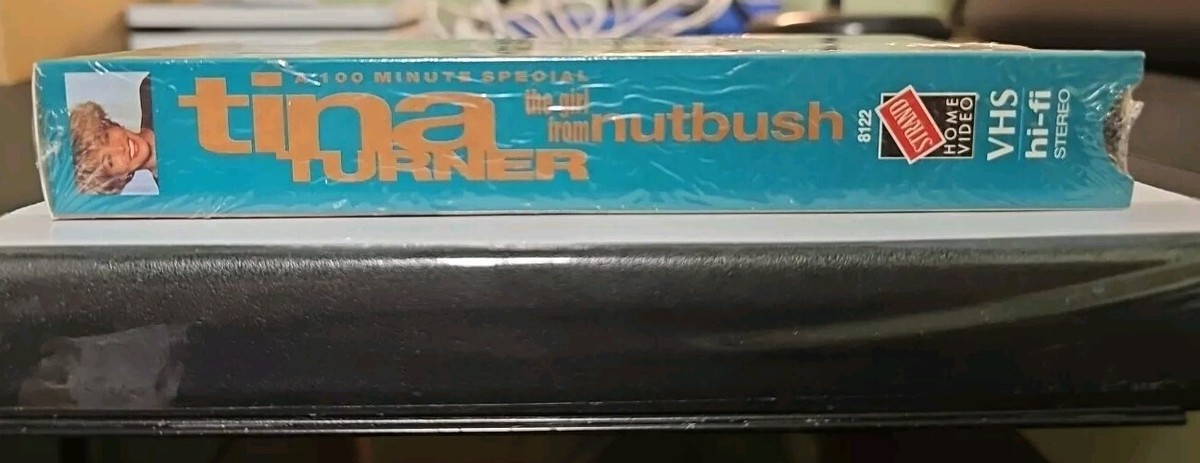 A 100 MINUTE SPECIAL
tina
TURNER
the girl
from nutbush
8122
STRAND
HOME
VIDEO
VHS
hi-fi
STEREO